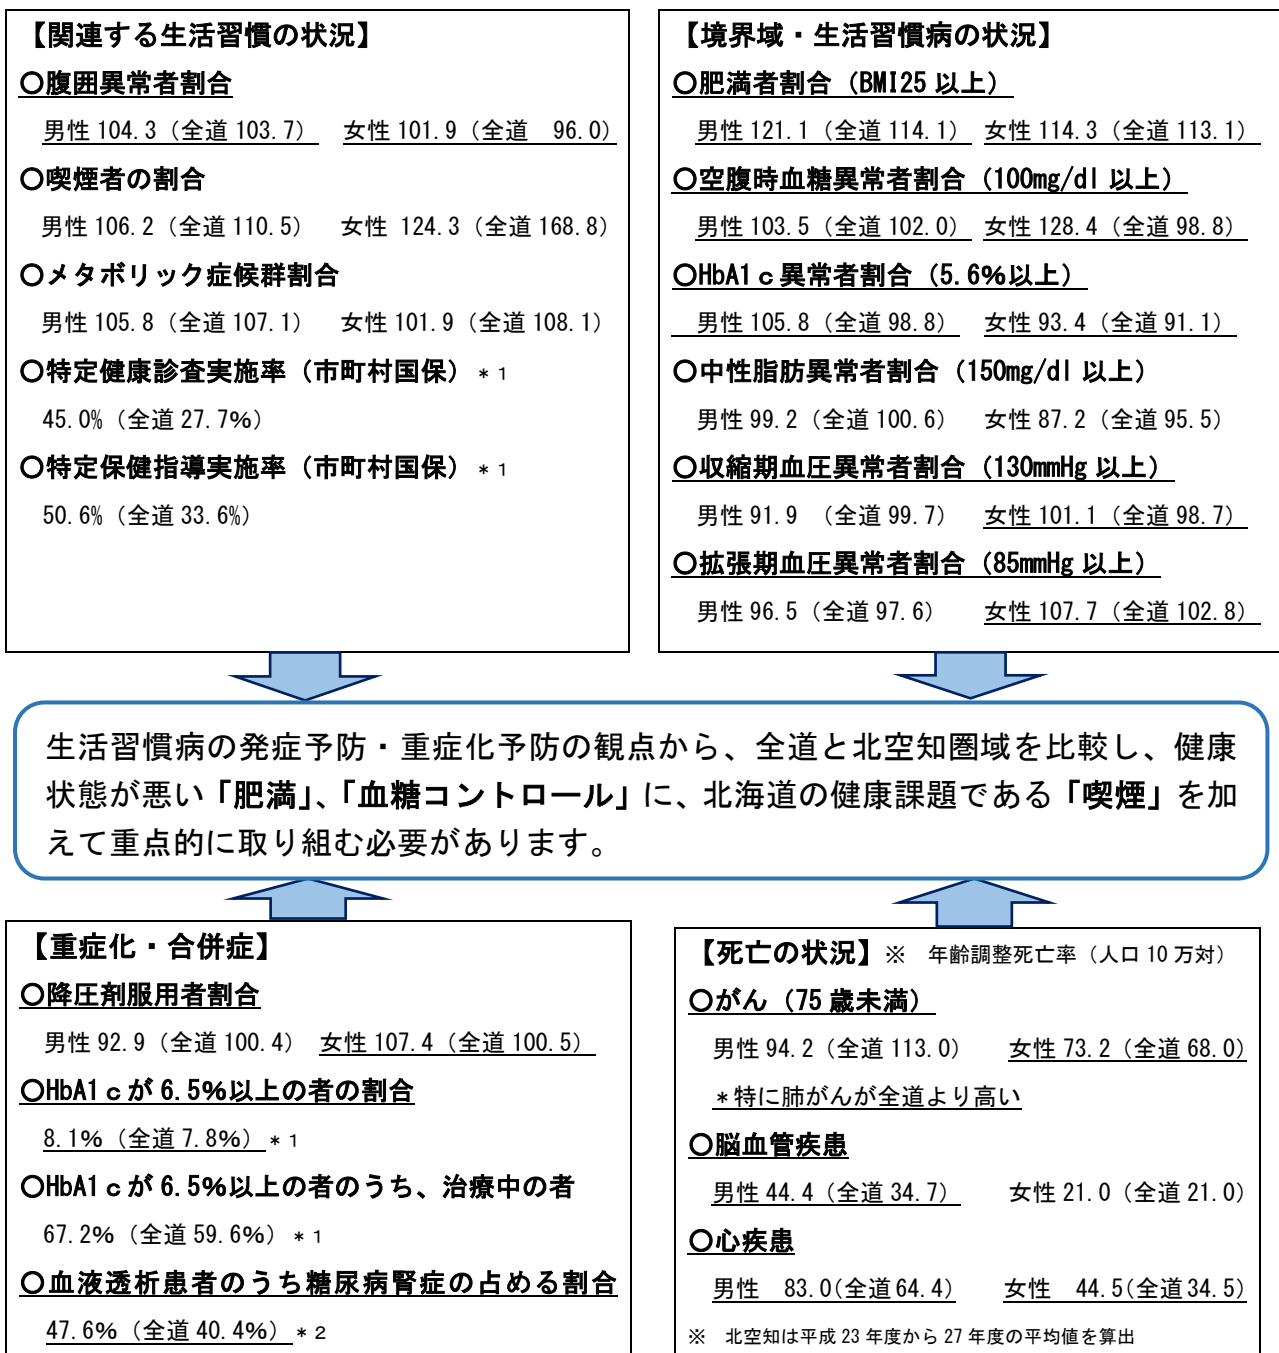 【関連する生活習慣の状況】
〇腹囲異常者割合
男性 104.3（全道 103.7） 女性 101.9（全道 96.0）
〇喫煙者の割合
男性 106.2（全道 110.5） 女性 124.3（全道 168.8）
〇メタボリック症候群割合
男性 105.8（全道 107.1） 女性 101.9（全道 108.1）
〇特定健康診査実施率（市町村国保）＊1
45.0%（全道 27.7%）
〇特定保健指導実施率（市町村国保）＊1
50.6%（全道 33.6%）
【境界域・生活習慣病の状況】
〇肥満者割合（BMI25 以上）
男性 121.1（全道 114.1） 女性 114.3（全道 113.1）
〇空腹時血糖異常者割合（100mg/dl 以上）
男性 103.5（全道 102.0） 女性 128.4（全道 98.8）
〇HbA1ｃ異常者割合（5.6%以上）
男性 105.8（全道 98.8） 女性 93.4（全道 91.1）
〇中性脂肪異常者割合（150mg/dl 以上）
男性 99.2（全道 100.6） 女性 87.2（全道 95.5）
〇収縮期血圧異常者割合（130mmHg 以上）
男性 91.9 （全道 99.7） 女性 101.1（全道 98.7）
〇拡張期血圧異常者割合（85mmHg 以上）
男性 96.5（全道 97.6） 女性 107.7（全道 102.8）
生活習慣病の発症予防・重症化予防の観点から、全道と北空知圏域を比較し、健康
状態が悪い「肥満」、「血糖コントロール」に、北海道の健康課題である「喫煙」を加
えて重点的に取り組む必要があります。
【重症化・合併症】
〇降圧剤服用者割合
男性 92.9（全道 100.4） 女性 107.4（全道 100.5）
〇HbA1ｃが 6.5%以上の者の割合
8.1%（全道 7.8%）＊1
〇HbA1ｃが 6.5%以上の者のうち、治療中の者
67.2%（全道 59.6%）＊1
〇血液透析患者のうち糖尿病腎症の占める割合
47.6%（全道 40.4%）＊2
【死亡の状況】※ 年齢調整死亡率（人口 10 万対）
〇がん（75 歳未満）
男性 94.2（全道 113.0） 女性 73.2（全道 68.0）
＊特に肺がんが全道より高い
〇脳血管疾患
男性 44.4（全道 34.7） 女性 21.0（全道 21.0）
〇心疾患
男性 83.0(全道 64.4) 女性 44.5(全道 34.5)
※ 北空知は平成 23 年度から 27 年度の平均値を算出